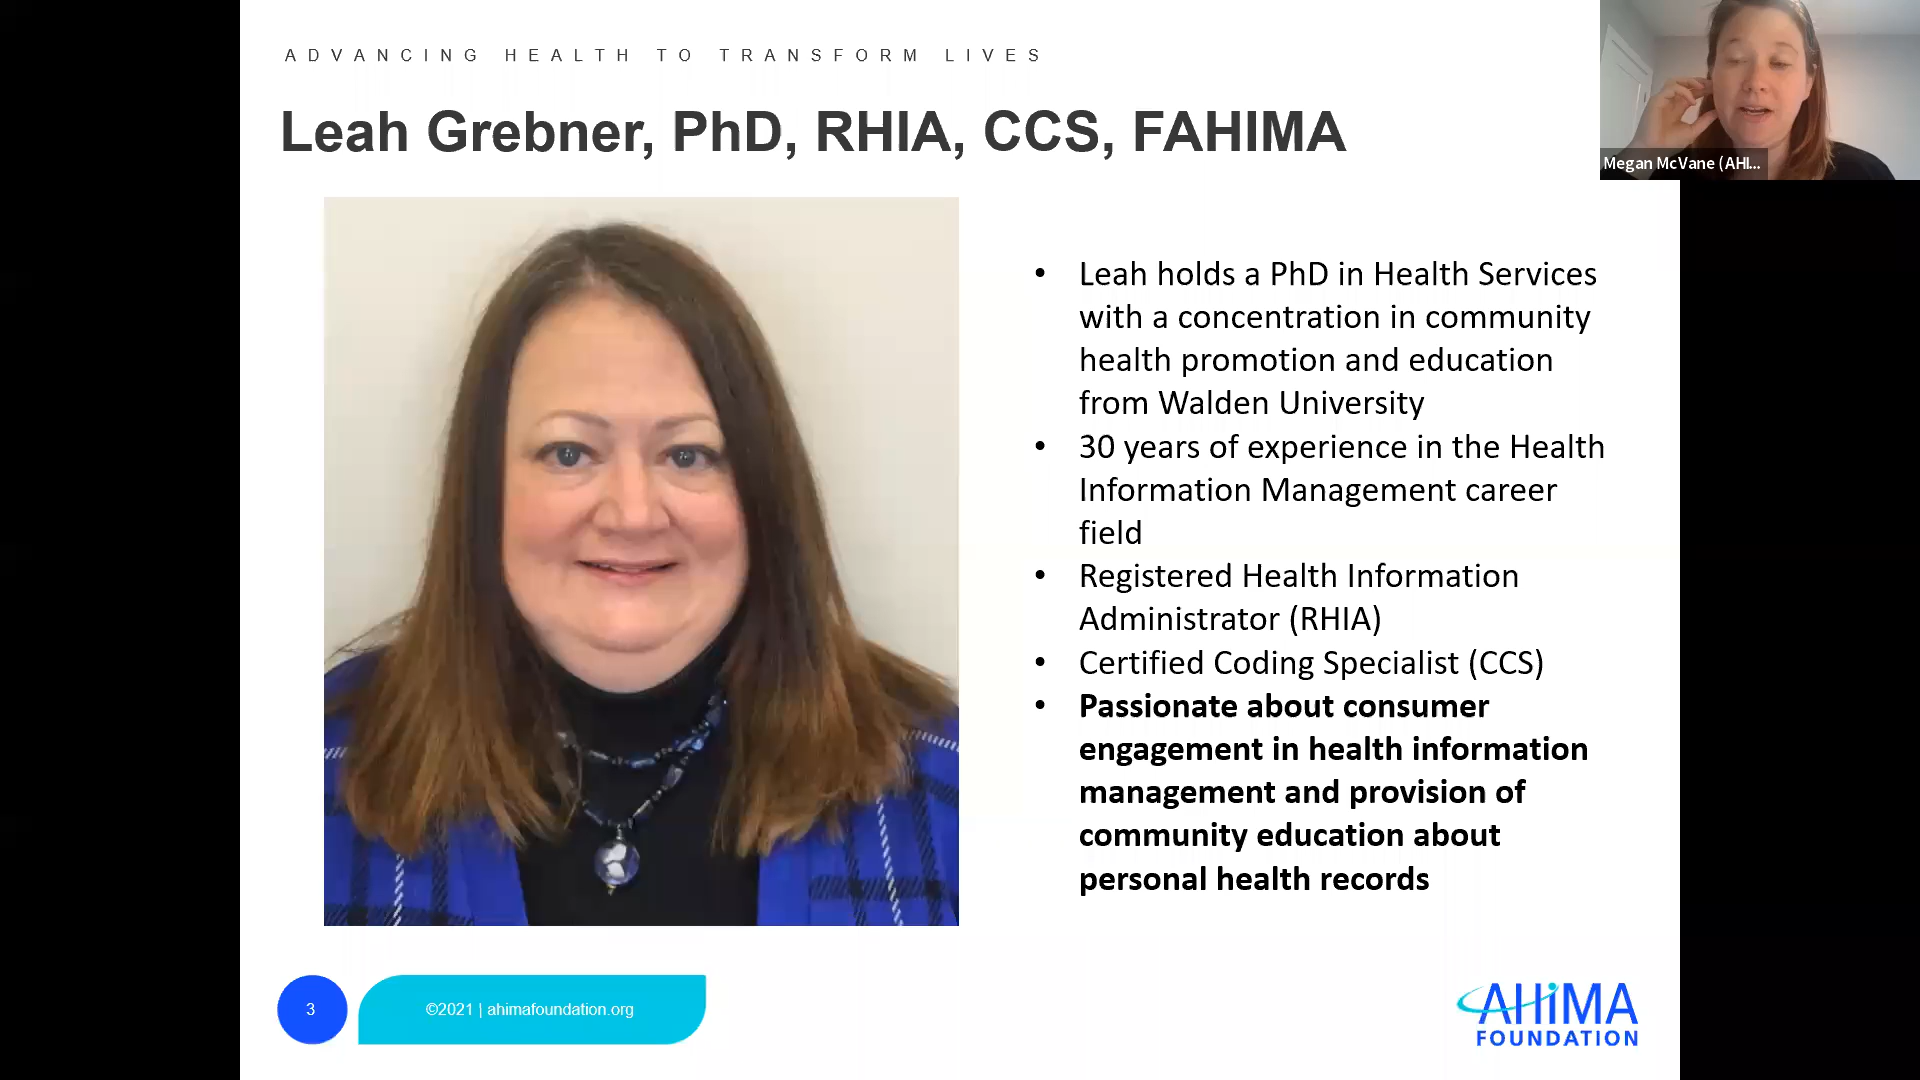 ADVANCING HEALTH TO TRANSFORM LIVES
Leah Grebner, PhD, RHIA, CCS, FAHIMA
Megan McVane (AHI...
• Leah holds a PhD in Health Services
with a concentration in community
health promotion and education
from Walden University
• 30 years of experience in the Health
Information Management career
field
• Registered Health Information
Administrator (RHIA)
• Certified Coding Specialist (CCS)
• Passionate about consumer
engagement in health information
management and provision of
community education about
personal health records
3
©2021 | ahimafoundation.org
AHiMA
FOUNDATION